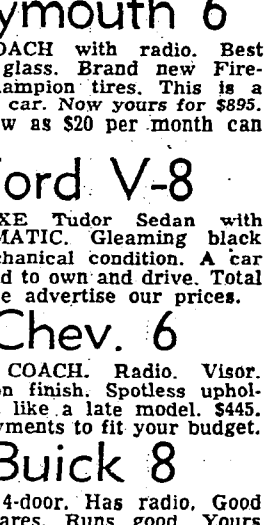 ymouth 6
OACH with radio. Best
glass. Brand new Fire-
ampion tires. This is a
car. Now yours for $895.
w as $20 per month can
ord V-8
XE Tudor Sedan with
MATIC. Gleaming black
chanical condition. A car
d to own and drive. Total
e advertise our prices.
Chev. 6
COACH. Radio. Visor.
on finish. Spotless uphol-
like a late model. $445.
yments to fit your budget.
Buick 8
4-door. Has radio. Good
ares. Runs good. Yours